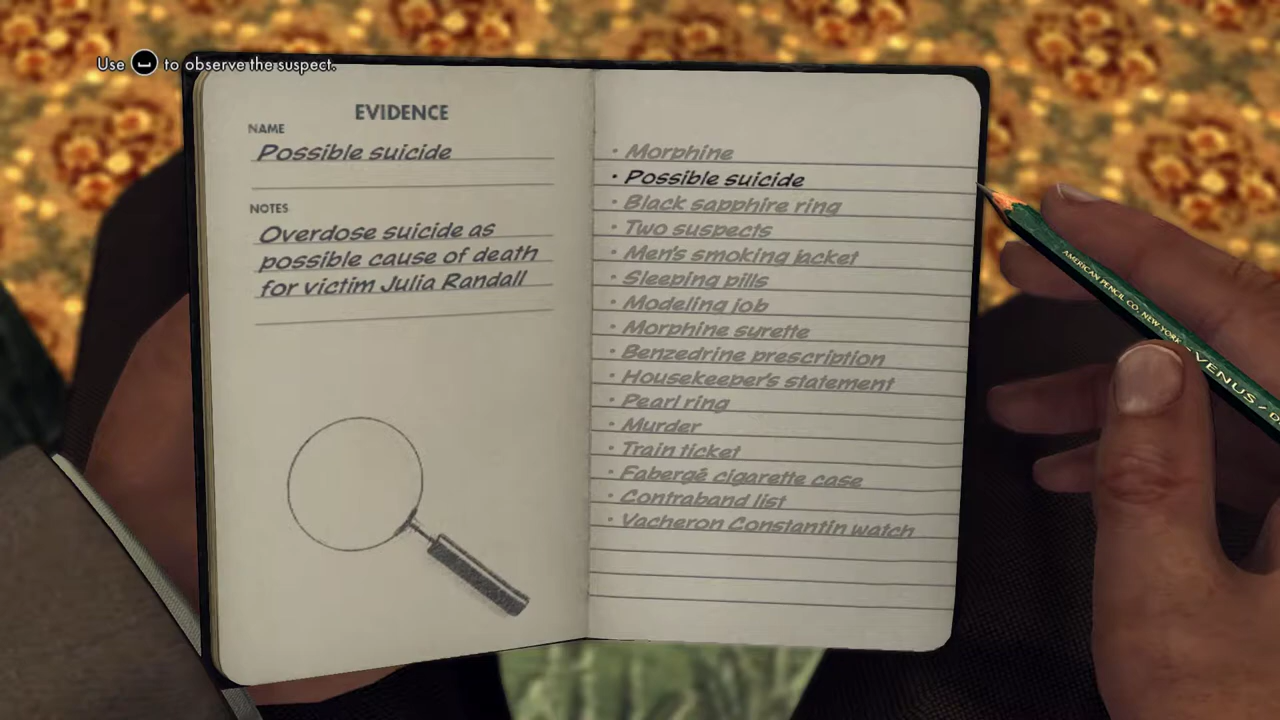 Use to observe the suspect.
EVIDENCE
NAME
Possible suicide
NOTES
Overdose suicide as
possible cause of death
for victim Julia Randall
• Morphine
• Possible suicide
• Black sapphire ring
• Two suspects
• Men's smoking jacket
• Sleeping pills
• Modeling job
• Morphine syrette
• Benzedrine prescription
• Housekeeper's statement
• Pearl ring
• Murder
• Train ticket
• Fabergé cigarette case
• Contraband list
• Vacheron Constantin watch
AMERICAN PENCIL CO. NEW YORK VENUS